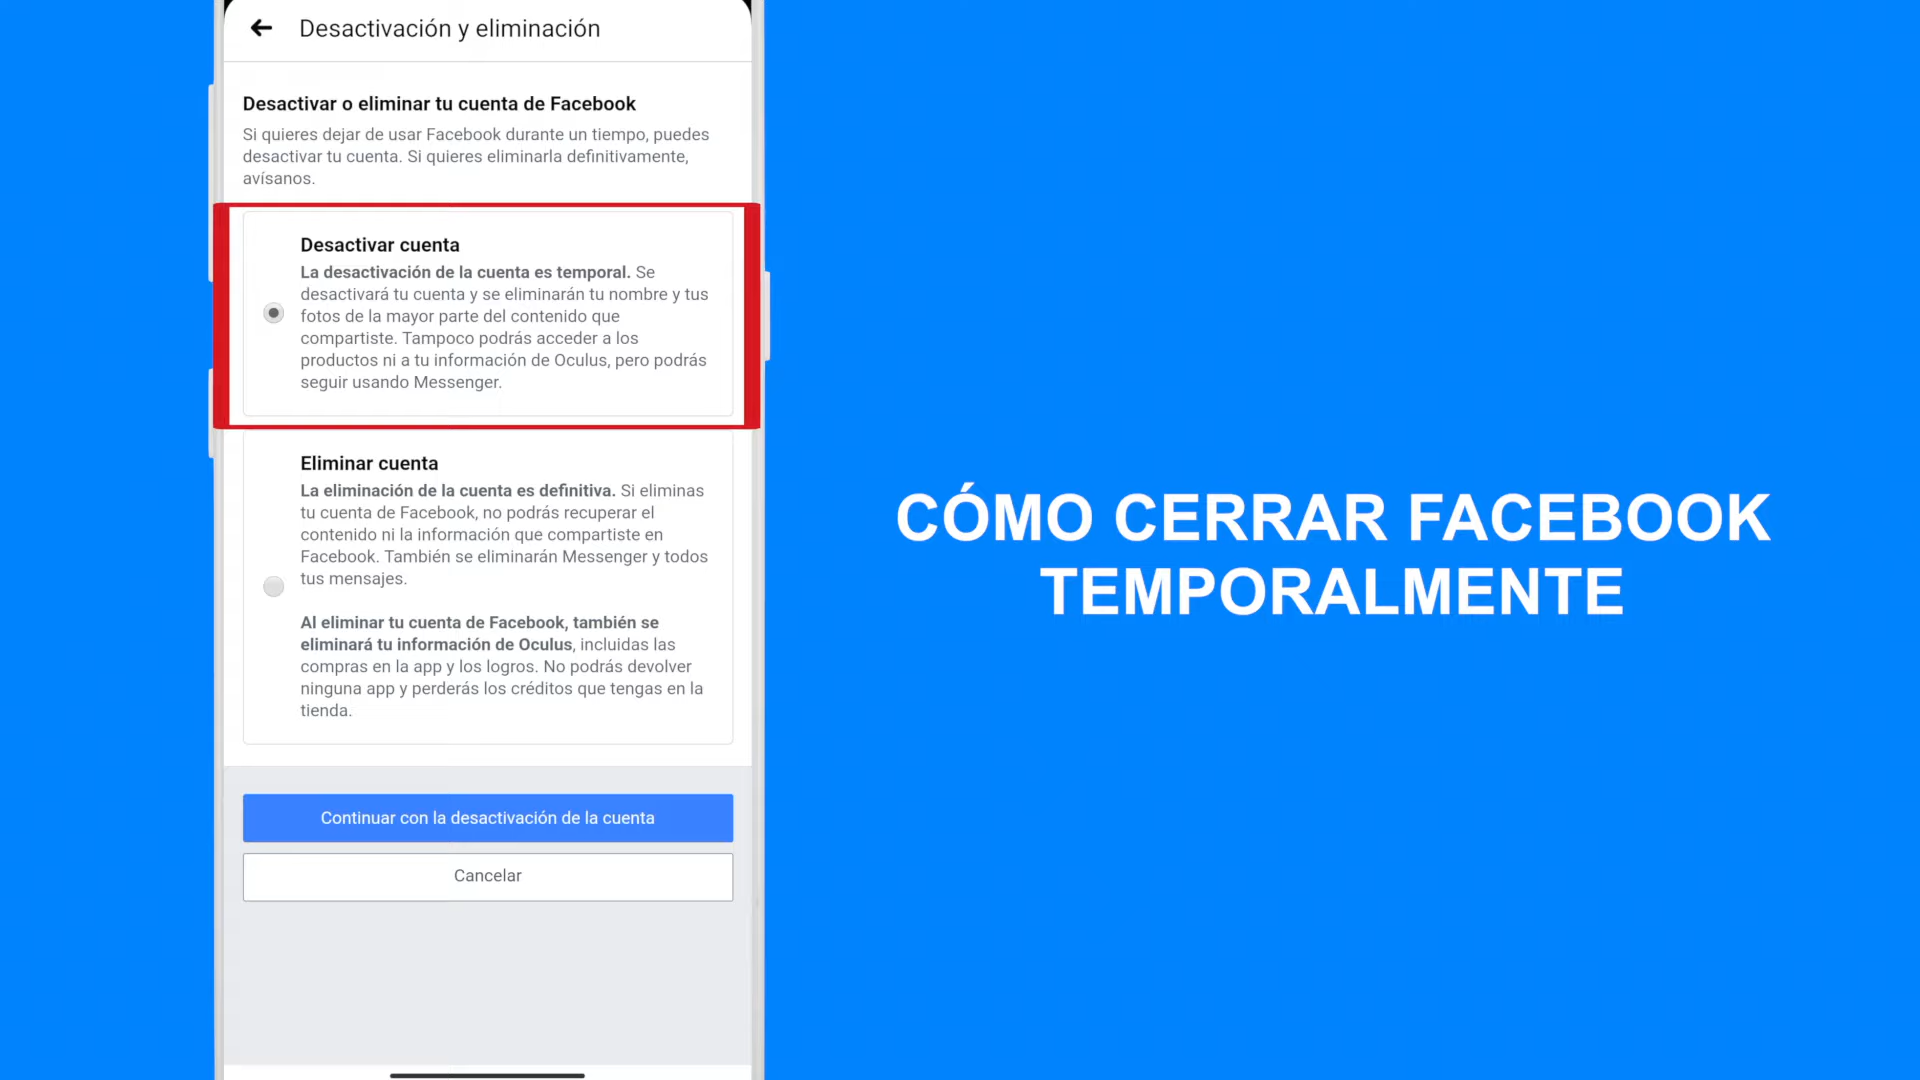 Desactivación y eliminación
Desactivar o eliminar tu cuenta de Facebook
Si quieres dejar de usar Facebook durante un tiempo, puedes
desactivar tu cuenta. Si quieres eliminarla definitivamente,
avísanos.
Desactivar cuenta
La desactivación de la cuenta es temporal. Se
desactivará tu cuenta y se eliminarán tu nombre y tus
fotos de la mayor parte del contenido que
compartiste. Tampoco podrás acceder a los
productos ni a tu información de Oculus, pero podrás
seguir usando Messenger.
Eliminar cuenta
La eliminación de la cuenta es definitiva. Si eliminas
tu cuenta de Facebook, no podrás recuperar el
contenido ni la información que compartiste en
Facebook. También se eliminarán Messenger y todos
tus mensajes.
Al eliminar tu cuenta de Facebook, también se
eliminará tu información de Oculus, incluidas las
compras en la app y los logros. No podrás devolver
ninguna app y perderás los créditos que tengas en la
tienda.
Continuar con la desactivación de la cuenta
Cancelar
CÓMO CERRAR FACEBOOK
TEMPORALMENTE